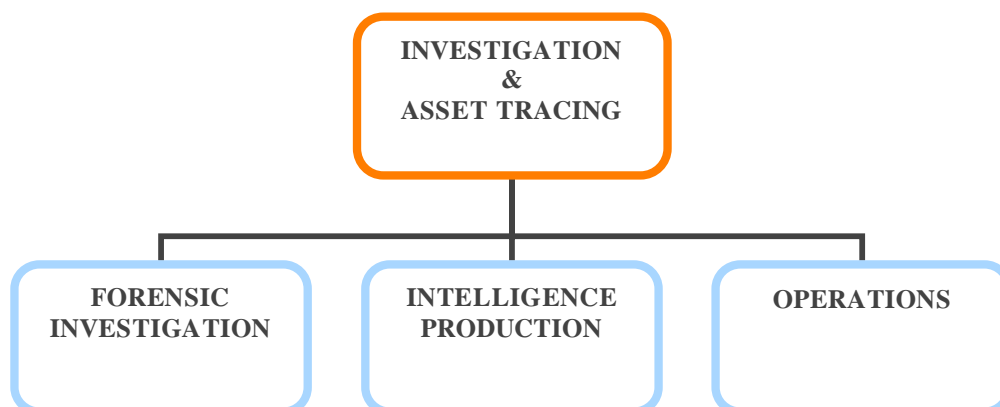 INVESTIGATION
&
ASSET TRACING
FORENSIC
INVESTIGATION
INTELLIGENCE
PRODUCTION
OPERATIONS